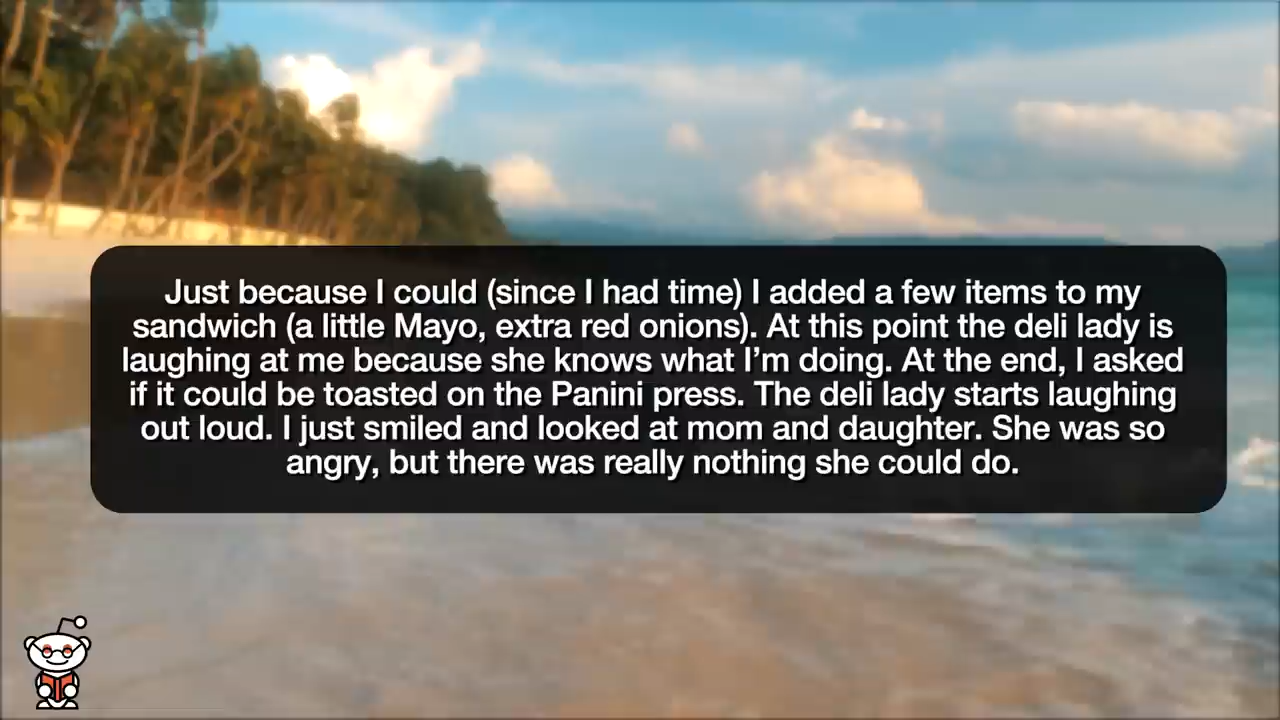 Just because I could (since I had time) I added a few items to my
sandwich (a little Mayo, extra red onions). At this point the deli lady is
laughing at me because she knows what I’m doing. At the end, I asked
if it could be toasted on the Panini press. The deli lady starts laughing
out loud. I just smiled and looked at mom and daughter. She was so
angry, but there was really nothing she could do.